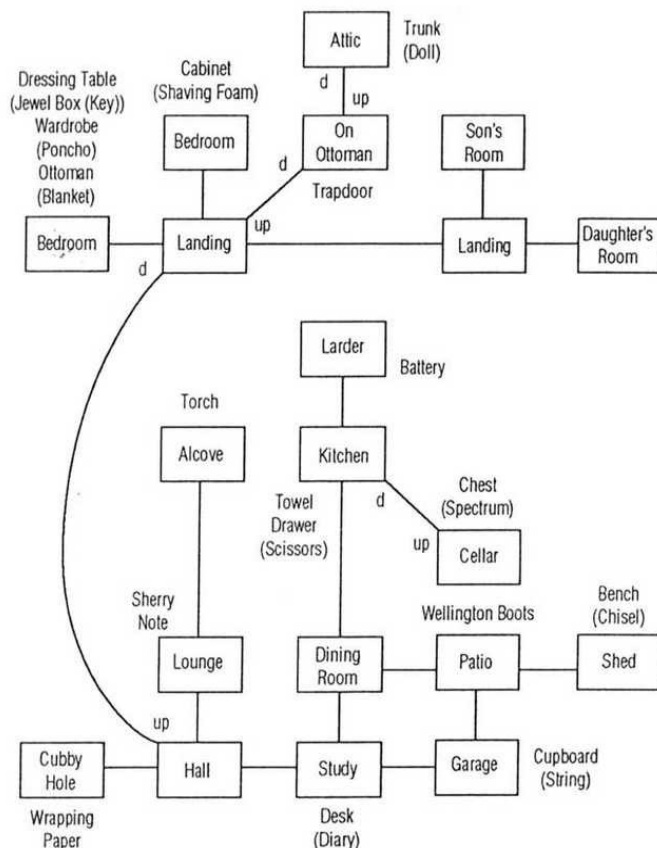 Attic
Trunk
(Doll)
d
up
Dressing Table
(Jewel Box (Key))
Wardrobe
(Poncho)
Ottoman
(Blanket)
Cabinet
(Shaving Foam)
Bedroom
On
Ottoman
Trapdoor
d
up
Son's
Room
Bedroom
d
Landing
Landing
Daughter's
Room
Larder
Battery
Torch
Alcove
Kitchen
d
Towel
Drawer
(Scissors)
Chest
(Spectrum)
up
Cellar
Sherry
Note
Lounge
Dining
Room
Wellington Boots
Patio
Bench
(Chisel)
Shed
up
Cubby
Hole
Wrapping
Paper
Hall
Study
Desk
(Diary)
Garage
Cupboard
(String)